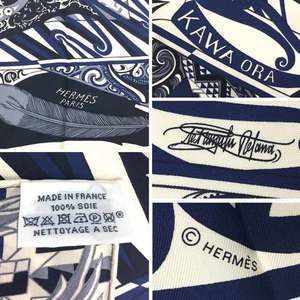 HERMÈS
PARIS
KAWA ORA
MADE IN FRANCE
100% SOIE
NETTOYAGE A SEC
© HERMÈS